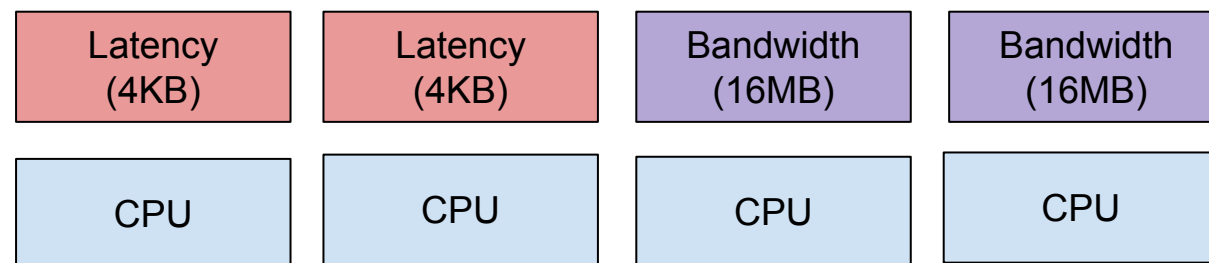 Latency
(4KB)
Latency
(4KB)
Bandwidth
(16MB)
Bandwidth
(16MB)
CPU
CPU
CPU
CPU